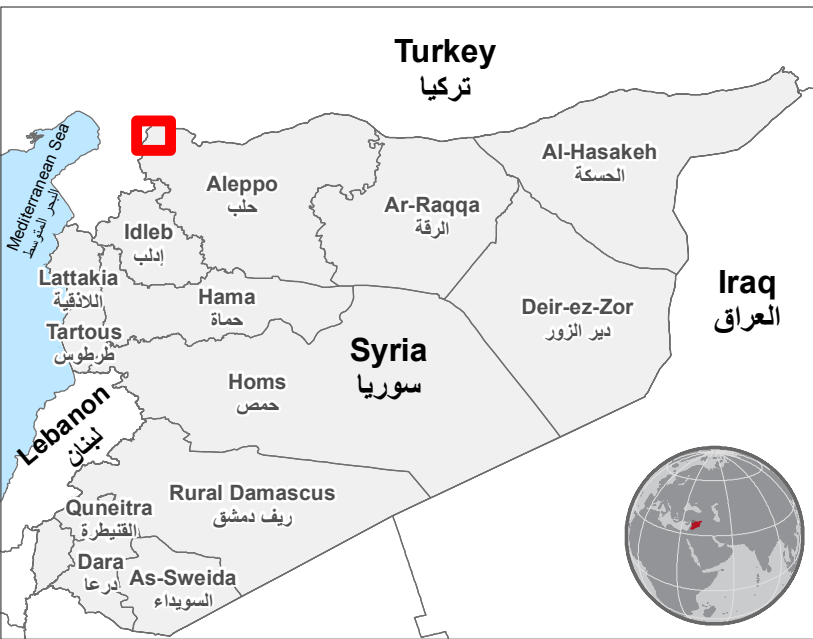 Turkey
تركيا
Mediterranean Sea
البحر المتوسط
Al-Hasakeh
الحسكة
Aleppo
حلب
Ar-Raqqa
الرقة
Idleb
إدلب
Lattakia
اللاذقية
Hama
حماة
Iraq
العراق
Deir-ez-Zor
دير الزور
Tartous
طرطوس
Syria
سوريا
Homs
حمص
Lebanon
لبنان
Rural Damascus
ريف دمشق
Quneitra
القنيطرة
Dara
درعا
As-Sweida
السويداء